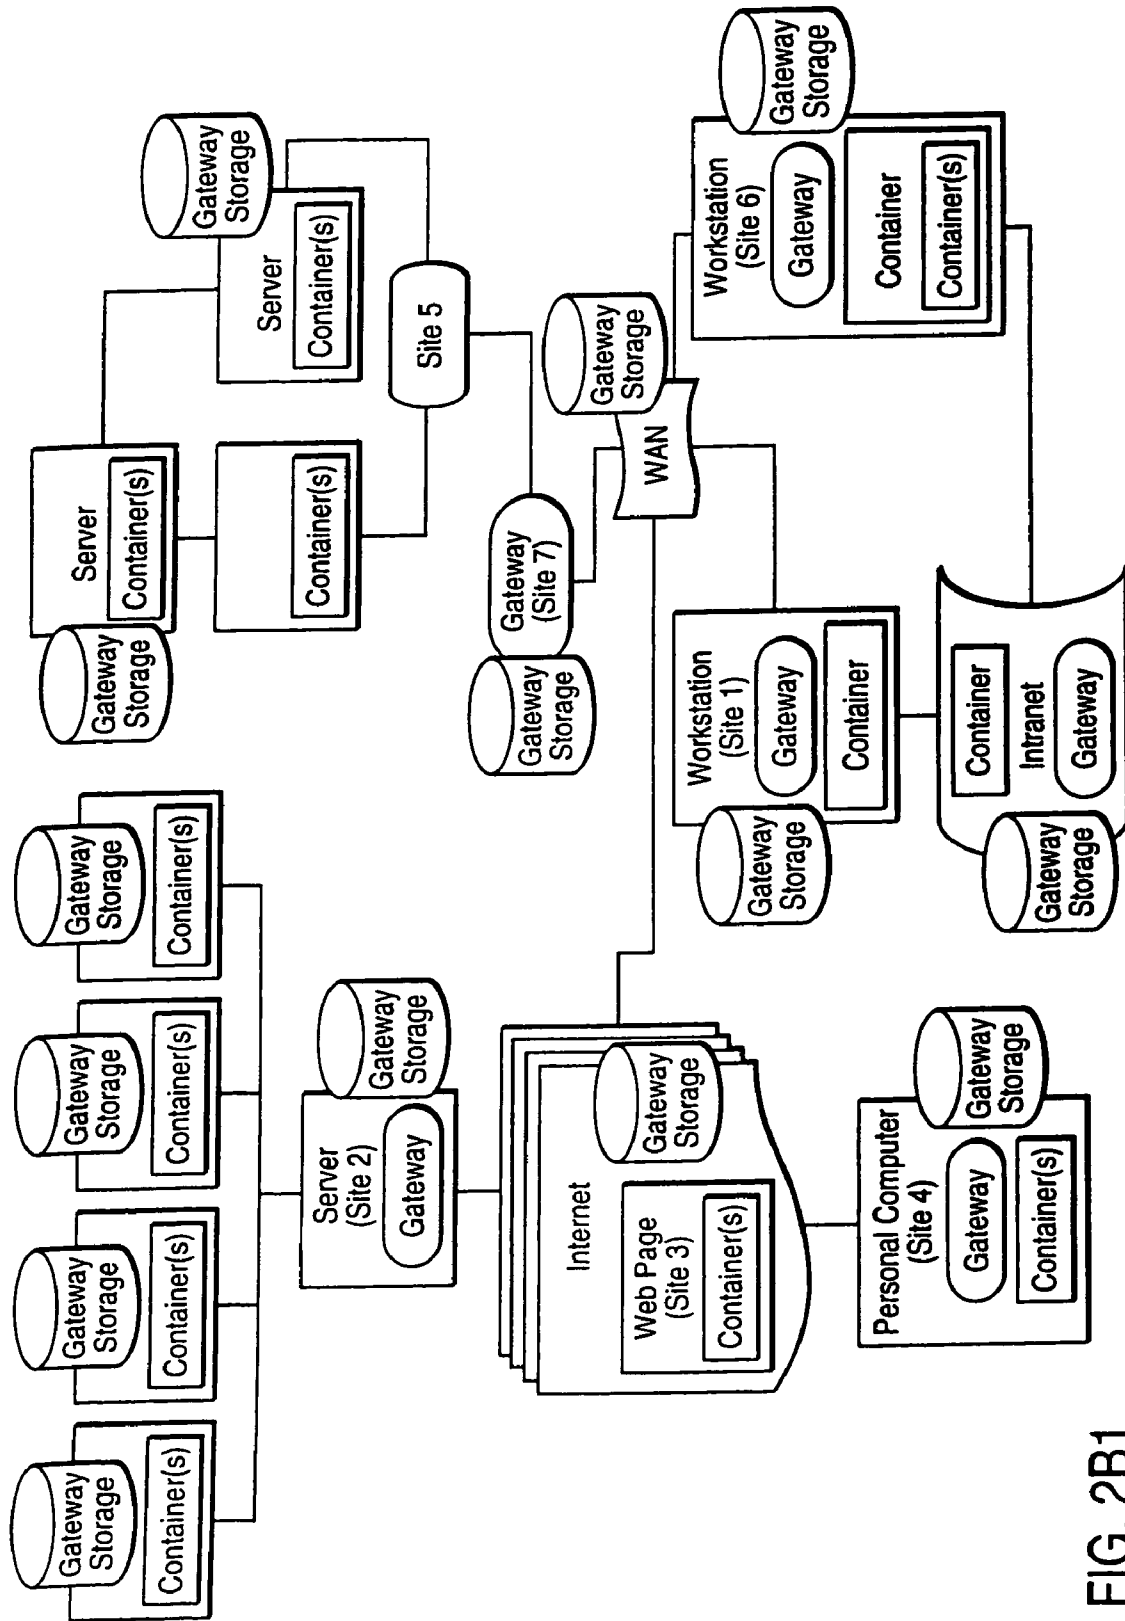 Gateway
Storage
Container(s)
Gateway
Storage
Container(s)
Gateway
Storage
Container(s)
Gateway
Storage
Container(s)
Gateway
Storage
Server
Container(s)
Gateway
Storage
Server
Container(s)
Container(s)
Site 5
Server
(Site 2)
Gateway
Gateway
Storage
Gateway
Storage
Gateway
(Site 7)
Internet
Gateway
Storage
Web Page
(Site 3)
Container(s)
Gateway
Storage
WAN
Gateway
Storage
Workstation
(Site 1)
Gateway
Container
Workstation
(Site 6)
Gateway
Gateway
Storage
Container
Container(s)
Personal Computer
(Site 4)
Gateway
Gateway
Storage
Container(s)
Gateway
Storage
Container
Intranet
Gateway
FIG. 2B1